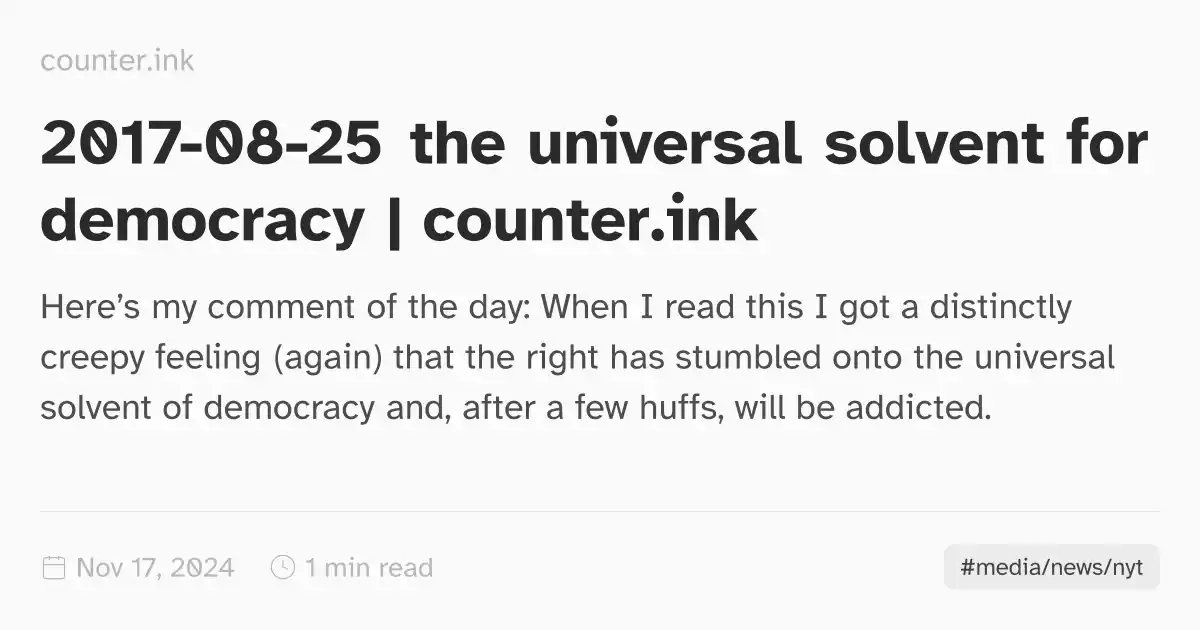 counter.ink
2017-08-25 the universal solvent for
democracy | counter.ink
Here’s my comment of the day: When I read this I got a distinctly
creepy feeling (again) that the right has stumbled onto the universal
solvent of democracy and, after a few huffs, will be addicted.
Nov 17, 2024 1 min read #media/news/nyt